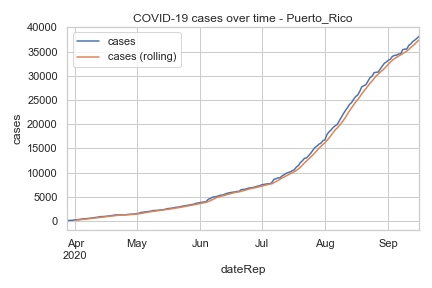 COVID-19 cases over time - Puerto_Rico
cases
cases (rolling)
40000
35000
30000
25000
20000
15000
10000
5000
0
cases
Apr
2020
May
Jun
Jul
Aug
Sep
dateRep